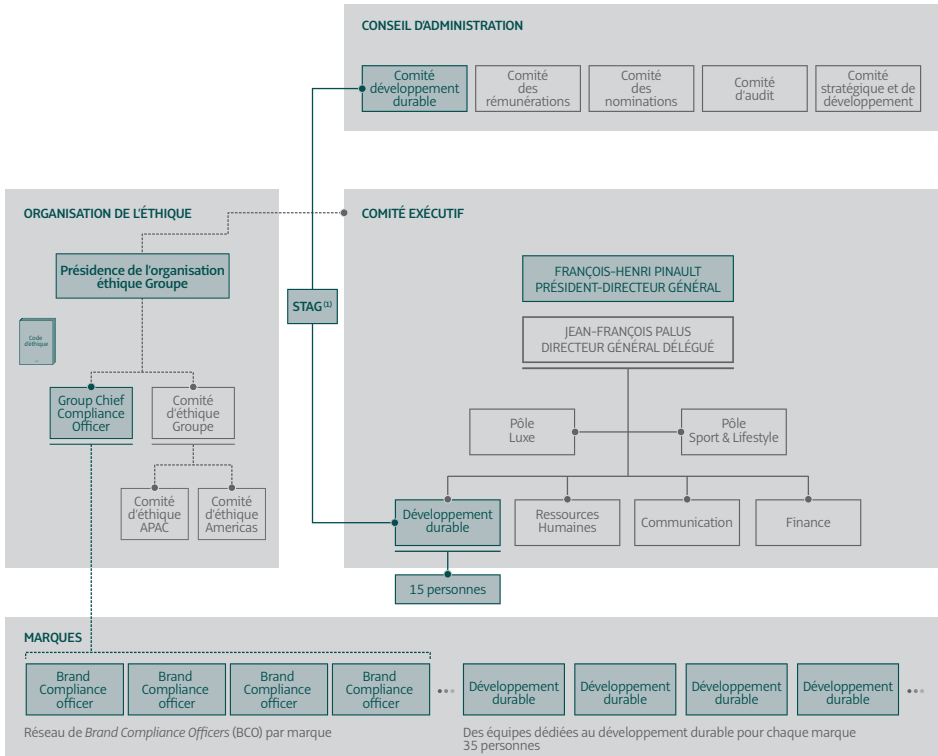 CONSEIL D'ADMINISTRATION
Comité
développement
durable
Comité
des
rémunérations
Comité
des
nominations
Comité
d'audit
Comité
stratégique et de
développement
ORGANISATION DE L'ÉTHIQUE
Présidence de l'organisation
éthique Groupe
Code
d'éthique
Group Chief
Compliance
Officer
Comité
d'éthique
Groupe
Comité
d'éthique
APAC
Comité
d'éthique
Americas
STAG(1)
COMITÉ EXÉCUTIF
FRANÇOIS-HENRI PINAULT
PRÉSIDENT-DIRECTEUR GÉNÉRAL
JEAN-FRANÇOIS PALUS
DIRECTEUR GÉNÉRAL DÉLÉGUÉ
Pôle
Luxe
Pôle
Sport & Lifestyle
Développement
durable
Ressources
Humaines
Communication
Finance
15 personnes
MARQUES
Brand
Compliance
officer
Brand
Compliance
officer
Brand
Compliance
officer
Brand
Compliance
officer
Développement
durable
Développement
durable
Développement
durable
Développement
durable
Réseau de Brand Compliance Officers (BCO) par marque
Des équipes dédiées au développement durable pour chaque marque
35 personnes